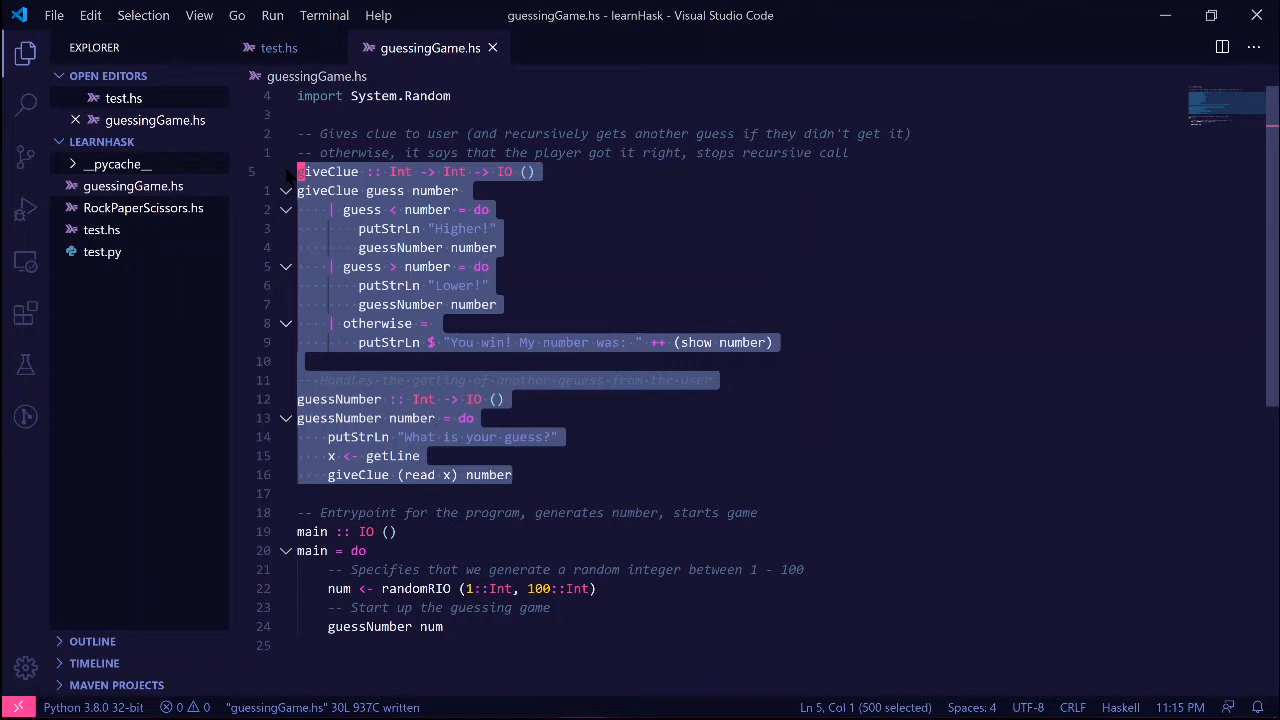 File Edit Selection View Go Run Terminal Help guessingGame.hs - learnHask - Visual Studio Code
EXPLORER
OPEN EDITORS
test.hs
guessingGame.hs
LEARNHASK
__pycache__
guessingGame.hs
RockPaperScissors.hs
test.hs
test.py
OUTLINE
TIMELINE
MAVEN PROJECTS
test.hs guessingGame.hs
guessingGame.hs
4 import System.Random
3
2 -- Gives clue to user (and recursively gets another guess if they didn't get it)
1 -- otherwise, it says that the player got it right, stops recursive call
5 giveClue :: Int -> Int -> IO ()
1 giveClue guess number
2 | guess < number = do
3 putStrLn "Higher!"
4 guessNumber number
5 | guess > number = do
6 putStrLn "Lower!"
7 guessNumber number
8 | otherwise =
9 putStrLn $ "You win! My number was: " ++ (show number)
10
11 -- Handles the getting of another geuess from the user
12 guessNumber :: Int -> IO ()
13 guessNumber number = do
14 putStrLn "What is your guess?"
15 x <- getLine
16 giveClue (read x) number
17
18 -- Entrypoint for the program, generates number, starts game
19 main :: IO ()
20 main = do
21 -- Specifies that we generate a random integer between 1 - 100
22 num <- randomRIO (1::Int, 100::Int)
23 -- Start up the guessing game
24 guessNumber num
25
Python 3.8.0 32-bit 0 0 "guessingGame.hs" 30L 937C written Ln 5, Col 1 (500 selected) Spaces: 4 UTF-8 CRLF Haskell 11:15 PM